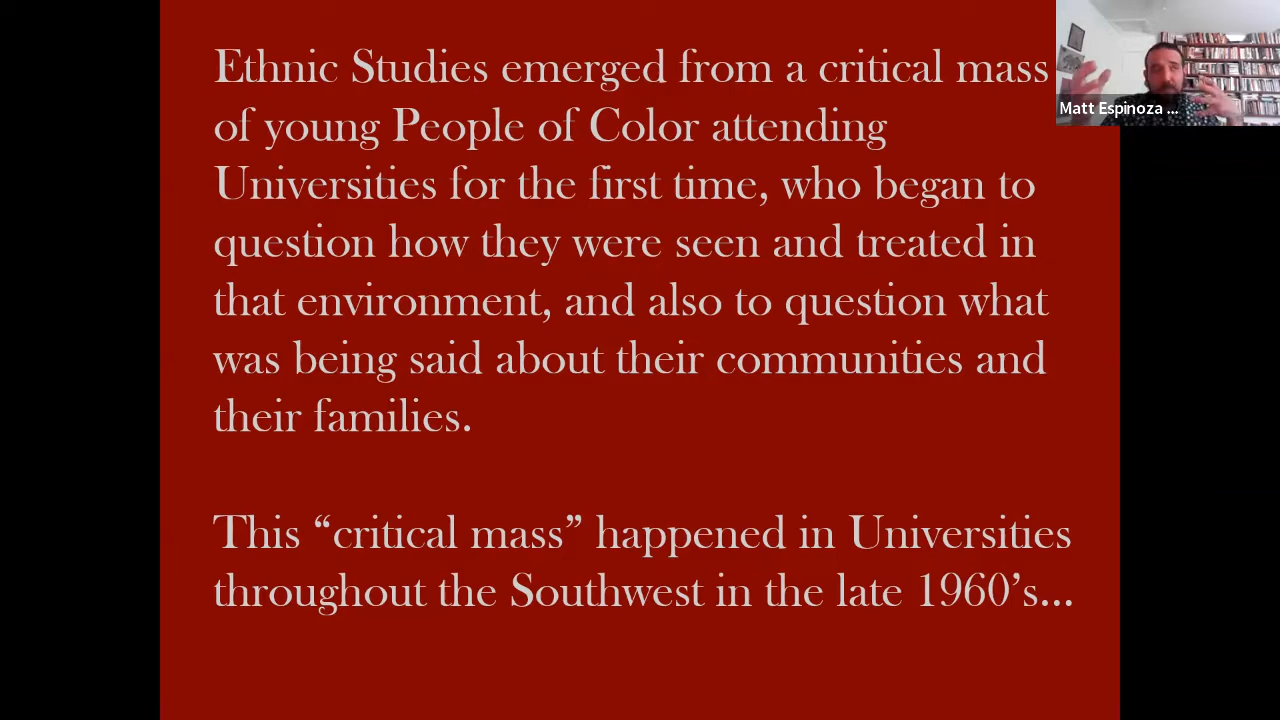 Ethnic Studies emerged from a critical mass
of young People of Color attending
Universities for the first time, who began to
question how they were seen and treated in
that environment, and also to question what
was being said about their communities and
their families.
This “critical mass” happened in Universities
throughout the Southwest in the late 1960’s...
Matt Espinoza ...